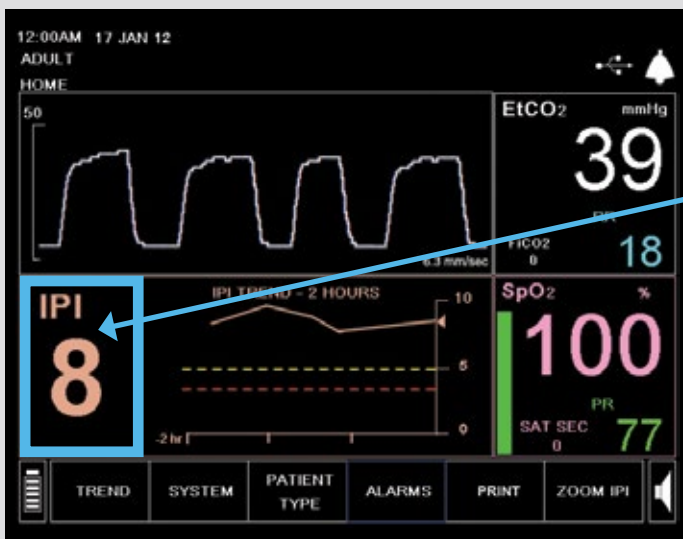 12:00AM 17 JAN 12
ADULT
HOME
50
6.3 mm/sec
EtCO2 mmHg
39
FiCO2
0
18
IPI
8
IPI TREND - 2 HOURS
10
5
0
-2 hr
SpO2 %
100
PR
SAT SEC
0
77
TREND
SYSTEM
PATIENT
TYPE
ALARMS
PRINT
ZOOM IPI